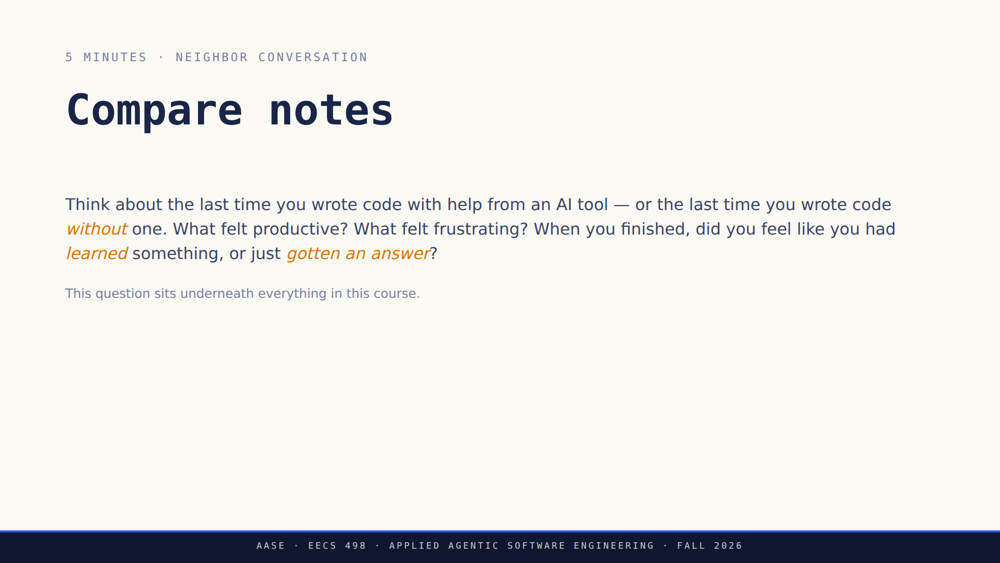 5 MINUTES · NEIGHBOR CONVERSATION
Compare notes
Think about the last time you wrote code with help from an AI tool — or the last time you wrote code
without one. What felt productive? What felt frustrating? When you finished, did you feel like you had
learned something, or just gotten an answer?
This question sits underneath everything in this course.
AASE · EECS 498 · APPLIED AGENTIC SOFTWARE ENGINEERING · FALL 2026